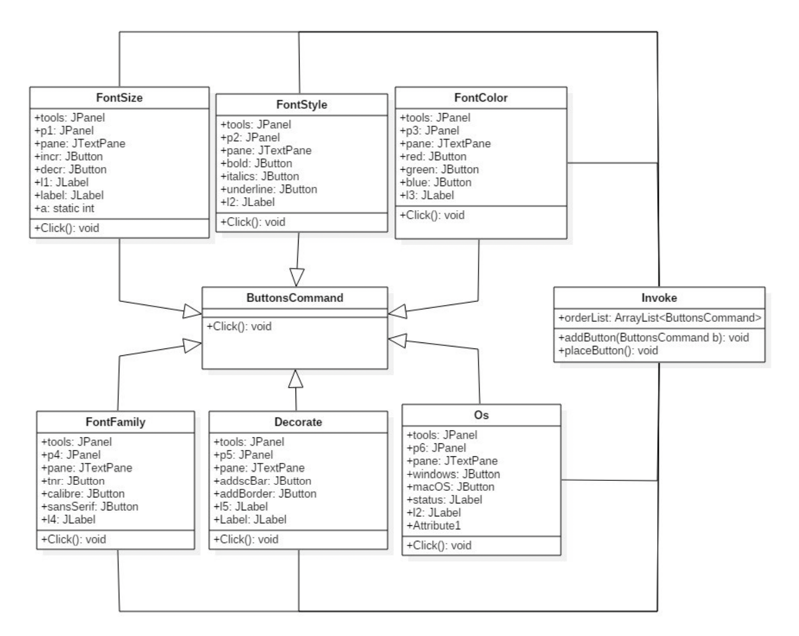 FontSize
+tools: JPanel
+p1: JPanel
+pane: JTextPane
+incr: JButton
+decr: JButton
+l1: JLabel
+label: JLabel
+a: static int
+Click(): void
FontStyle
+tools: JPanel
+p2: JPanel
+pane: JTextPane
+bold: JButton
+italics: JButton
+underline: JButton
+l2: JLabel
+Click(): void
FontColor
+tools: JPanel
+p3: JPanel
+pane: JTextPane
+red: JButton
+green: JButton
+blue: JButton
+l3: JLabel
+Click(): void
ButtonsCommand
+Click(): void
Invoke
+orderList: ArrayList<ButtonsCommand>
+addButton(ButtonsCommand b): void
+placeButton(): void
FontFamily
+tools: JPanel
+p4: JPanel
+pane: JTextPane
+tnr: JButton
+calibre: JButton
+sansSerif: JButton
+l4: JLabel
+Click(): void
Decorate
+tools: JPanel
+p5: JPanel
+pane: JTextPane
+addscBar: JButton
+addBorder: JButton
+l5: JLabel
+Label: JLabel
+Click(): void
Os
+tools: JPanel
+p6: JPanel
+pane: JTextPane
+windows: JButton
+macOS: JButton
+status: JLabel
+l2: JLabel
+Attribute1
+Click(): void